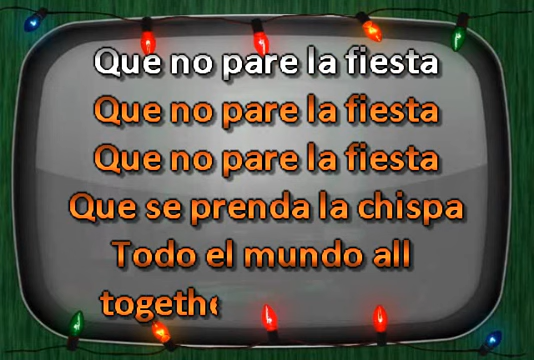 Que no pare la fiesta
Que no pare la fiesta
Que no pare la fiesta
Que se prenda la chispa
Todo el mundo all
togethe